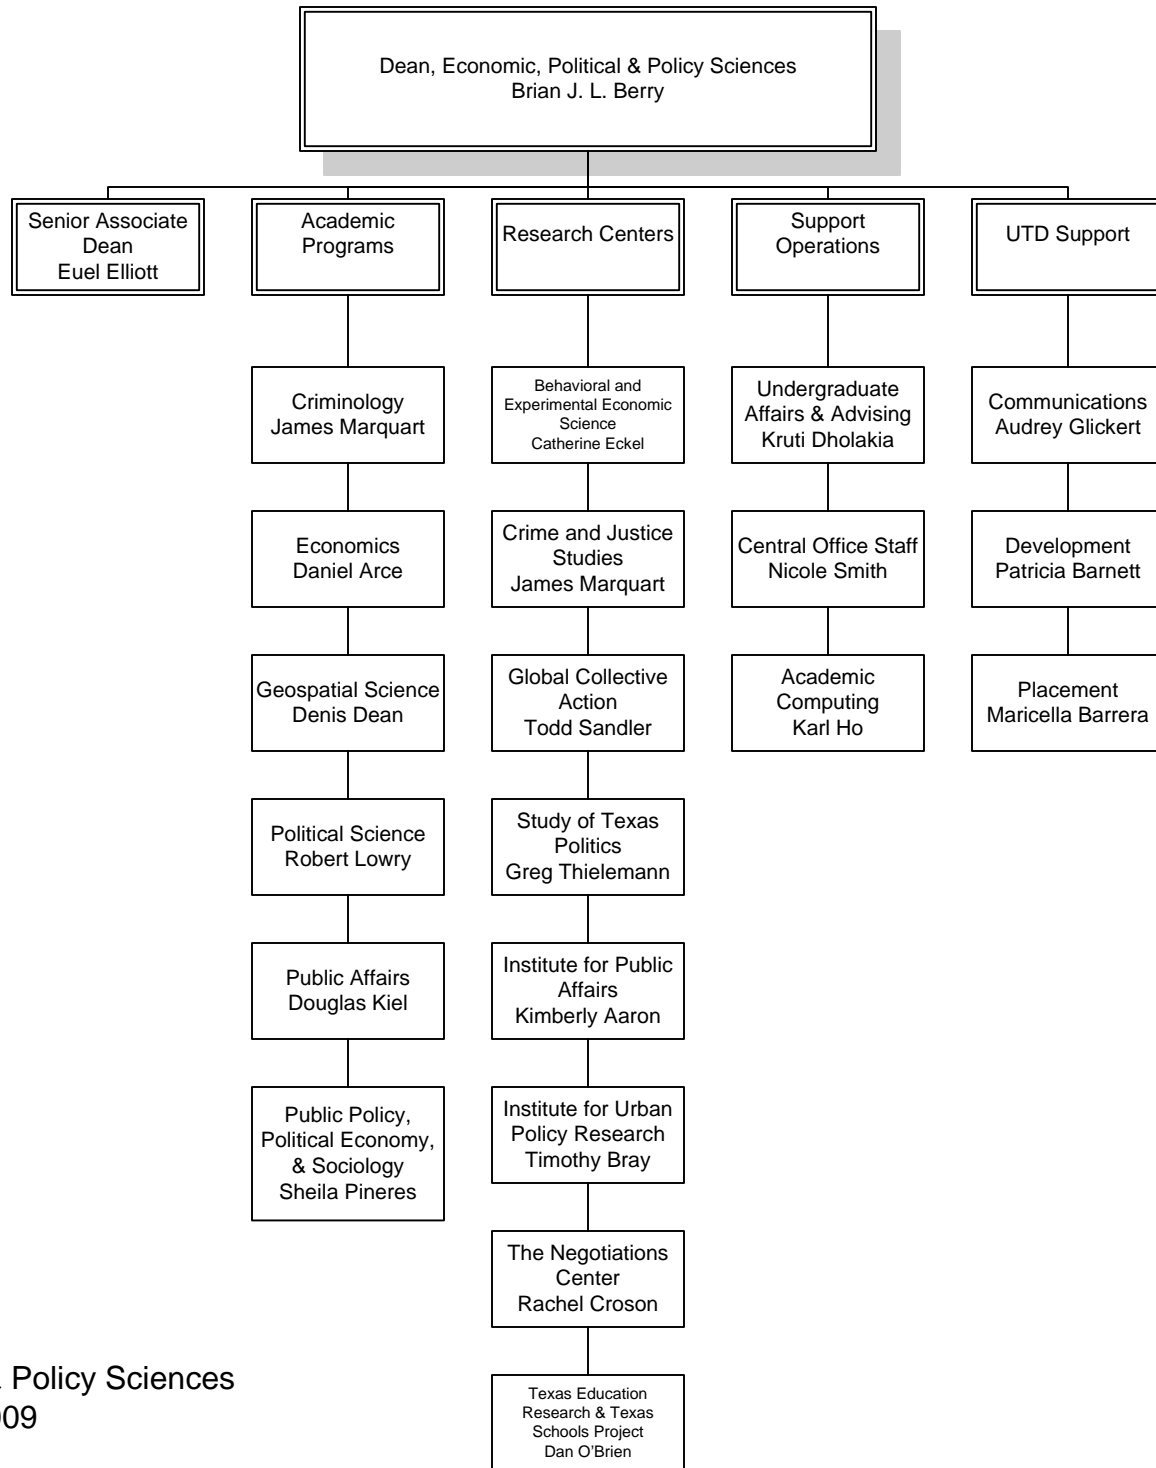 Dean, Economic, Political & Policy Sciences
Brian J. L. Berry
Senior Associate
Dean
Euel Elliott
Academic
Programs
Research Centers
Support
Operations
UTD Support
Criminology
James Marquart
Economics
Daniel Arce
Geospatial Science
Denis Dean
Political Science
Robert Lowry
Public Affairs
Douglas Kiel
Public Policy,
Political Economy,
& Sociology
Sheila Pineres
Behavioral and
Experimental Economic
Science
Catherine Eckel
Crime and Justice
Studies
James Marquart
Global Collective
Action
Todd Sandler
Study of Texas
Politics
Greg Thielemann
Institute for Public
Affairs
Kimberly Aaron
Institute for Urban
Policy Research
Timothy Bray
The Negotiations
Center
Rachel Croson
Texas Education
Research & Texas
Schools Project
Dan O'Brien
Undergraduate
Affairs & Advising
Kruti Dholakia
Central Office Staff
Nicole Smith
Academic
Computing
Karl Ho
Communications
Audrey Glickert
Development
Patricia Barnett
Placement
Maricella Barrera
Policy Sciences